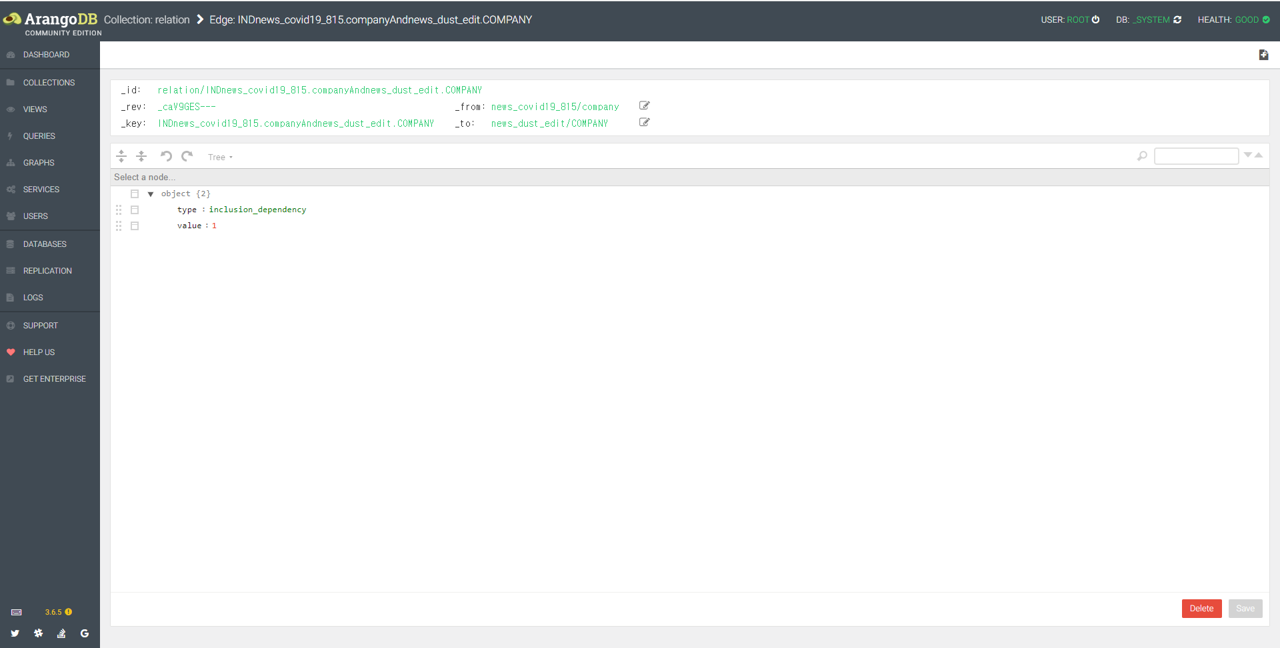 ArangoDB
COMMUNITY EDITION
Collection: relation
Edge: INDnews_covid19_815.companyAndnews_dust_edit.COMPANY
USER: ROOT
DB: _SYSTEM
HEALTH: GOOD
DASHBOARD
COLLECTIONS
VIEWS
QUERIES
GRAPHS
SERVICES
USERS
DATABASES
REPLICATION
LOGS
SUPPORT
HELP US
GET ENTERPRISE
3.6.5
_id: relation/INDnews_covid19_815.companyAndnews_dust_edit.COMPANY
_rev: _caV9GES---
_from: news_covid19_815/company
_key: INDnews_covid19_815.companyAndnews_dust_edit.COMPANY
_to: news_dust_edit/COMPANY
Tree
Select a node...
object {2}
type : inclusion_dependency
value : 1
Delete
Save